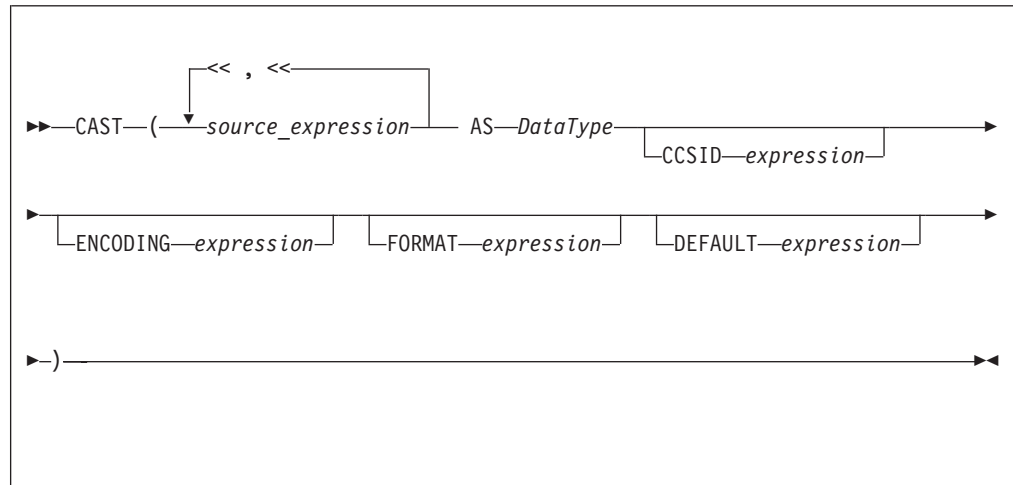 << , <<
CAST ( source_expression AS DataType
CCSID expression
ENCODING expression FORMAT expression DEFAULT expression
)